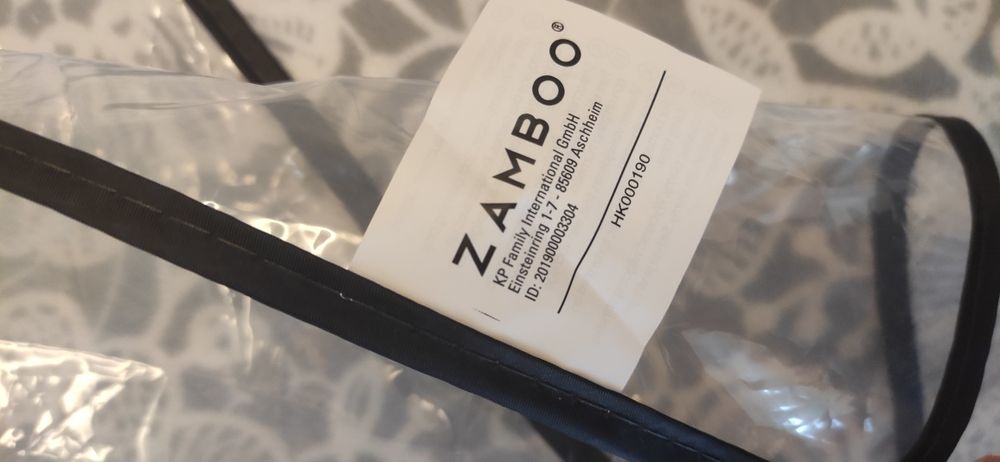 ZAMBOO®
KP Family International GmbH
Einsteinring 1-7 - 85609 Aschheim
ID: 201900003304
HK000190